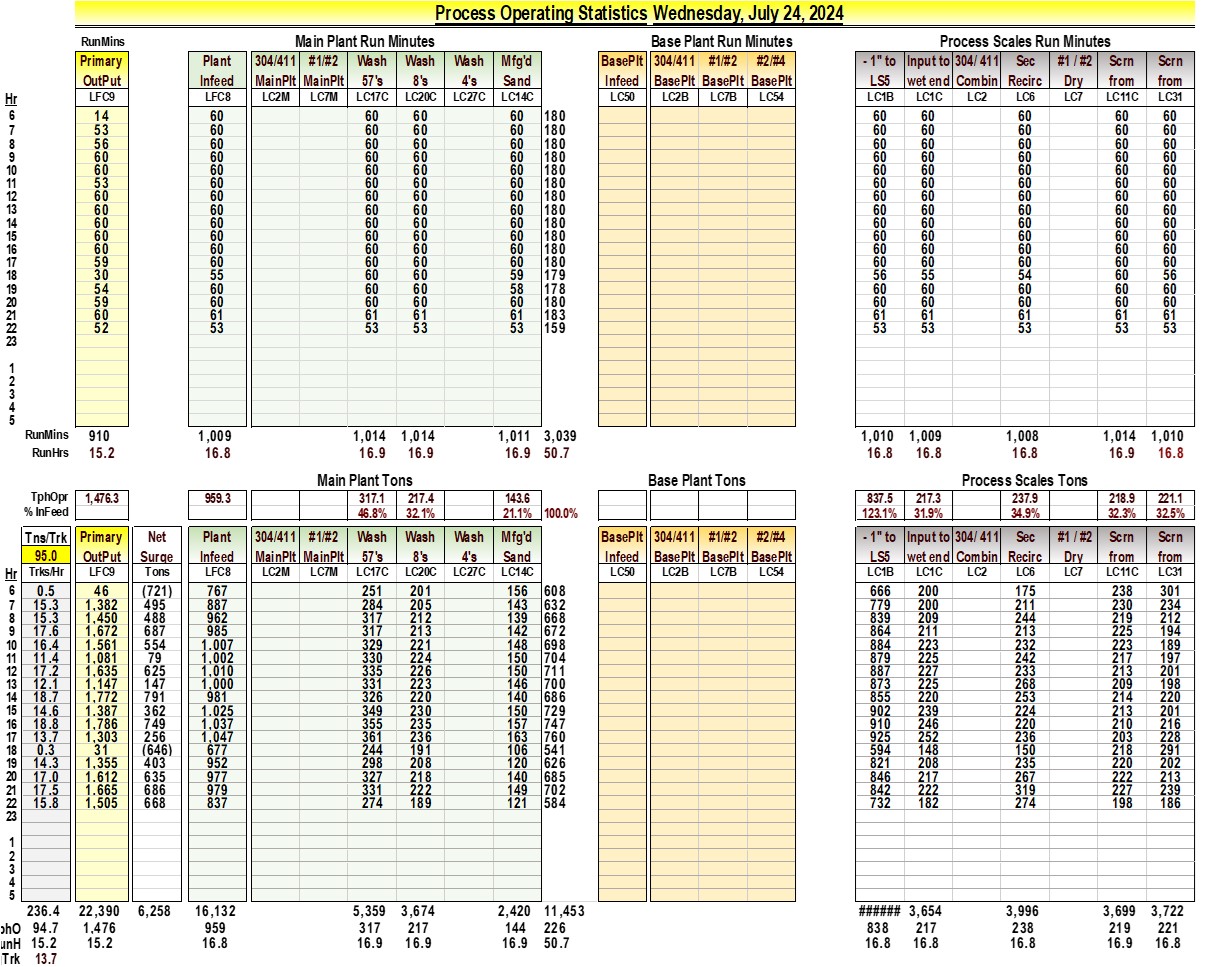 Process Operating Statistics Wednesday, July 24, 2024
RunMins Main Plant Run Minutes Base Plant Run Minutes Process Scales Run Minutes
Primary Plant 304/411 #1/#2 Wash Wash Wash Mfg'd BasePlt 304/411 #1/#2 #2/#4 - 1" to Input to 304/ 411 Sec #1 / #2 Scrn Scrn
OutPut Infeed MainPlt MainPlt 57's 8's 4's Sand Infeed BasePlt BasePlt BasePlt LS5 wet end Combin Recirc Dry from from
Hr LFC9 LFC8 LC2M LC7M LC17C LC20C LC27C LC14C LC50 LC2B LC7B LC54 LC1B LC1C LC2 LC6 LC7 LC11C LC31
6 14 60 60 60 60 180 60 60 60 60 60
7 53 60 60 60 60 180 60 60 60 60 60
8 56 60 60 60 60 180 60 60 60 60 60
9 60 60 60 60 60 180 60 60 60 60 60
10 60 60 60 60 60 180 60 60 60 60 60
11 53 60 60 60 60 180 60 60 60 60 60
12 60 60 60 60 60 180 60 60 60 60 60
13 60 60 60 60 60 180 60 60 60 60 60
14 60 60 60 60 60 180 60 60 60 60 60
15 60 60 60 60 60 180 60 60 60 60 60
16 60 60 60 60 60 180 60 60 60 60 60
17 59 60 60 60 60 180 60 60 60 60 60
18 30 55 60 60 59 179 56 55 54 60 56
19 54 60 60 60 58 178 60 60 60 60 60
20 59 60 60 60 60 180 60 60 60 60 60
21 60 61 61 61 61 183 61 61 61 61 61
22 52 53 53 53 53 159 53 53 53 53 53
23
1
2
3
4
5
RunMins 910 1,009 1,014 1,014 1,011 3,039 1,010 1,009 1,008 1,014 1,010
RunHrs 15.2 16.8 16.9 16.9 16.9 50.7 16.8 16.8 16.8 16.9 16.8
Main Plant Tons Base Plant Tons Process Scales Tons
TphOpr 1,476.3 959.3 317.1 217.4 143.6 837.5 217.3 237.9 218.9 221.1
% InFeed 46.8% 32.1% 21.1% 100.0% 123.1% 31.9% 34.9% 32.3% 32.5%
Tns/Trk Primary Net Plant 304/411 #1/#2 Wash Wash Wash Mfg'd BasePlt 304/411 #1/#2 #2/#4 - 1" to Input to 304/ 411 Sec #1 / #2 Scrn Scrn
95.0 OutPut Surge Infeed MainPlt MainPlt 57's 8's 4's Sand Infeed BasePlt BasePlt BasePlt LS5 wet end Combin Recirc Dry from from
Hr Trks/Hr LFC9 Tons LFC8 LC2M LC7M LC17C LC20C LC27C LC14C LC50 LC2B LC7B LC54 LC1B LC1C LC2 LC6 LC7 LC11C LC31
6 0.5 46 (721) 767 251 201 156 608 666 200 175 238 301
7 15.3 1,382 495 887 284 205 143 632 779 200 211 230 234
8 15.3 1,450 488 962 317 212 139 668 839 209 244 219 212
9 17.6 1,672 687 985 317 213 142 672 864 211 213 225 194
10 16.4 1,561 554 1,007 329 221 148 698 884 223 232 223 189
11 11.4 1,081 79 1,002 330 224 150 704 879 225 242 217 197
12 17.2 1,635 625 1,010 335 226 150 711 887 227 233 213 201
13 12.1 1,147 147 1,000 331 223 146 700 873 225 268 209 198
14 18.7 1,772 791 981 326 220 140 686 855 220 253 214 220
15 14.6 1,387 362 1,025 349 230 150 729 902 239 224 213 201
16 18.8 1,786 749 1,037 355 235 157 747 910 246 220 210 216
17 13.7 1,303 256 1,047 361 236 163 760 925 252 236 203 228
18 0.3 31 (646) 677 244 191 106 541 594 148 150 218 291
19 14.3 1,355 403 952 298 208 120 626 821 208 235 220 202
20 17.0 1,612 635 977 327 218 140 685 846 217 267 222 213
21 17.5 1,665 686 979 331 222 149 702 842 222 319 227 239
22 15.8 1,505 668 837 274 189 121 584 732 182 274 198 186
23
1
2
3
4
5
236.4 22,390 6,258 16,132 5,359 3,674 2,420 11,453 ###### 3,654 3,996 3,699 3,722
phO 94.7 1,476 959 317 217 144 226 838 217 238 219 221
unH 15.2 15.2 16.8 16.9 16.9 16.9 50.7 16.8 16.8 16.8 16.9 16.8
Trk 13.7